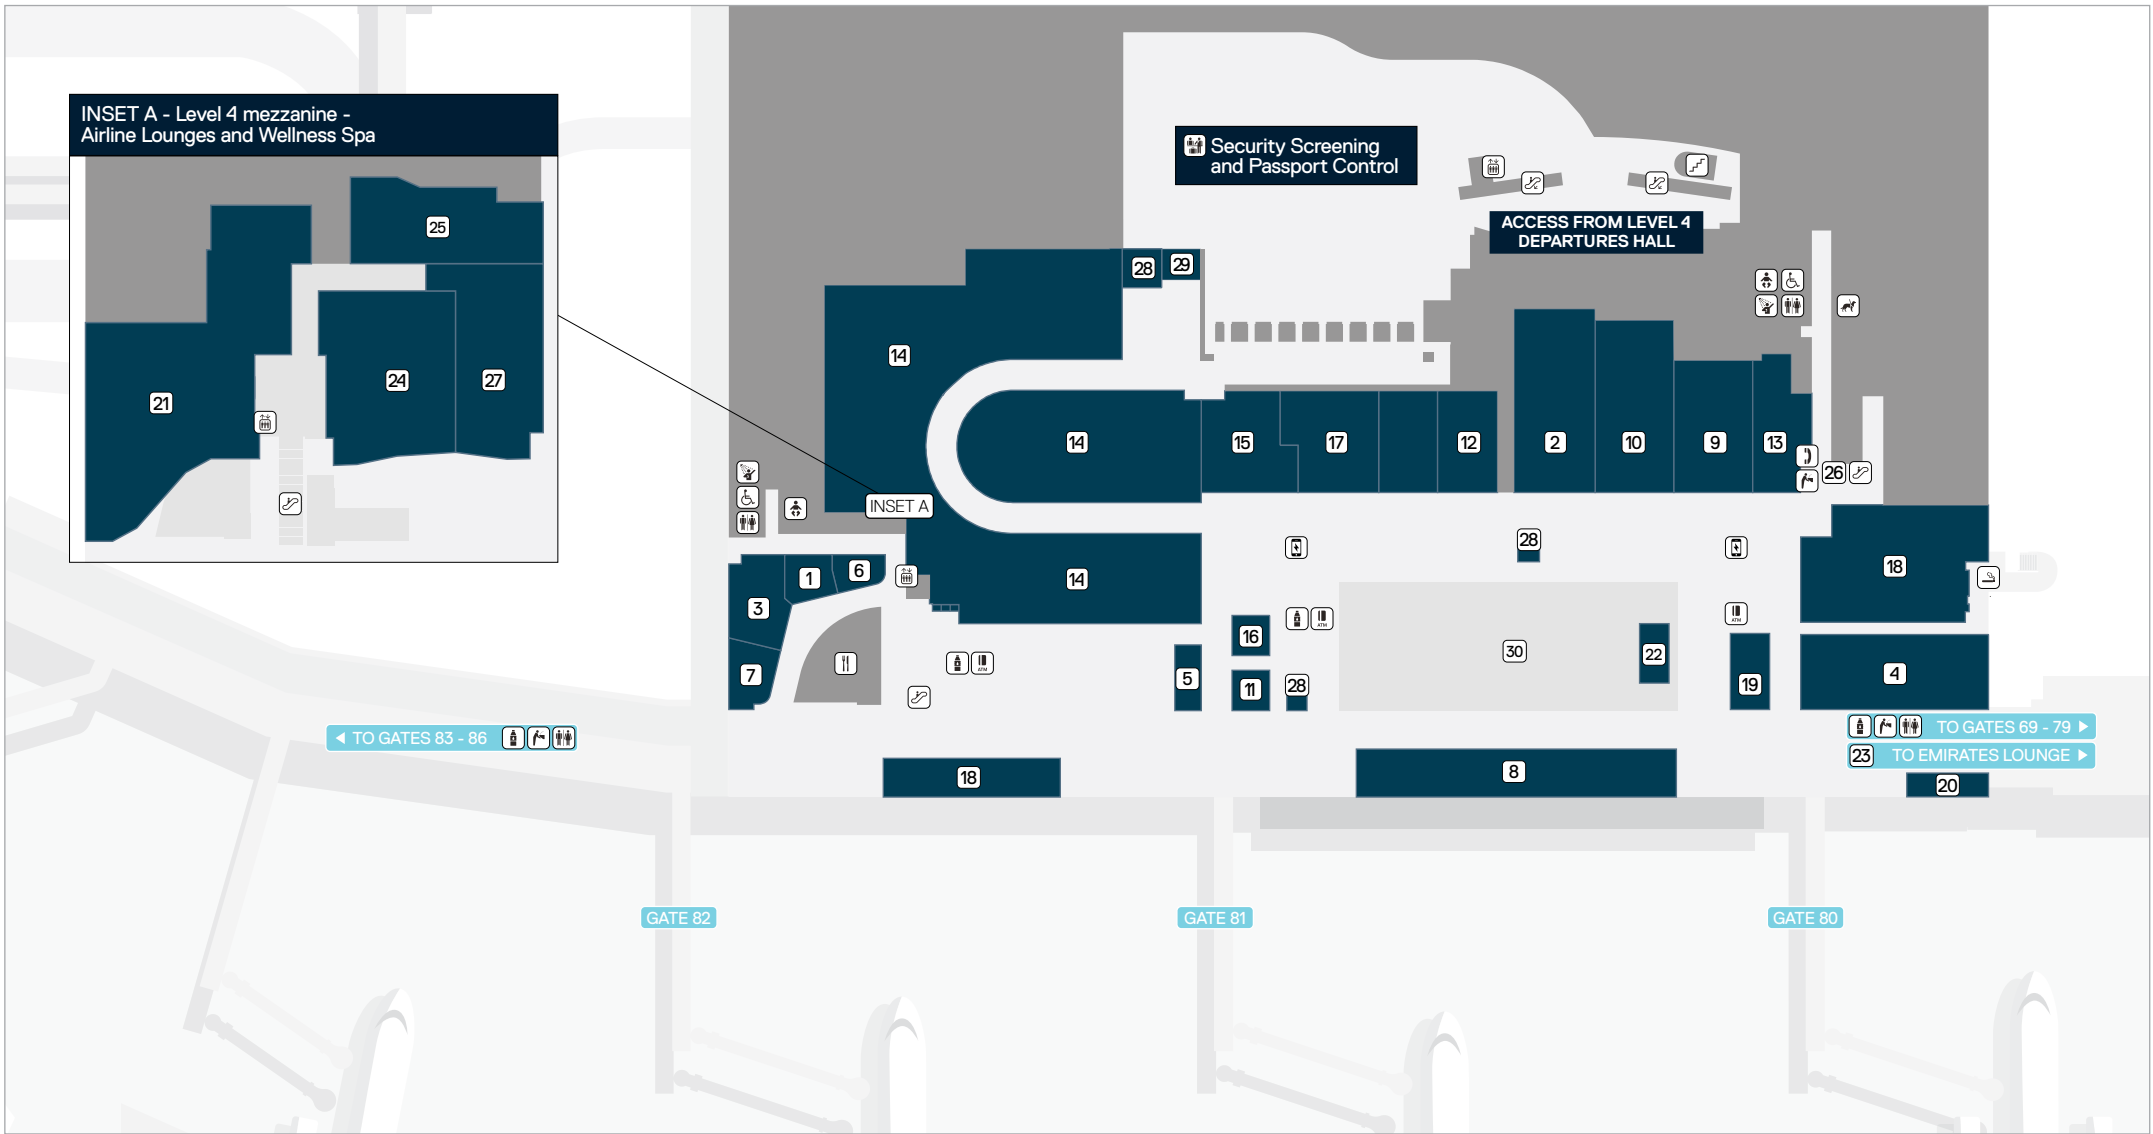 INSET A - Level 4 mezzanine -
Airline Lounges and Wellness Spa
25
24
27
21
Security Screening
and Passport Control
ACCESS FROM LEVEL 4
DEPARTURES HALL
28
29
14
14
15
17
12
2
10
9
13
26
INSET A
28
18
1
6
14
3
16
30
22
7
5
11
28
19
4
ATM
ATM
ATM
TO GATES 83 - 86
TO GATES 69 - 79
23
TO EMIRATES LOUNGE
18
8
20
GATE 82
GATE 81
GATE 80